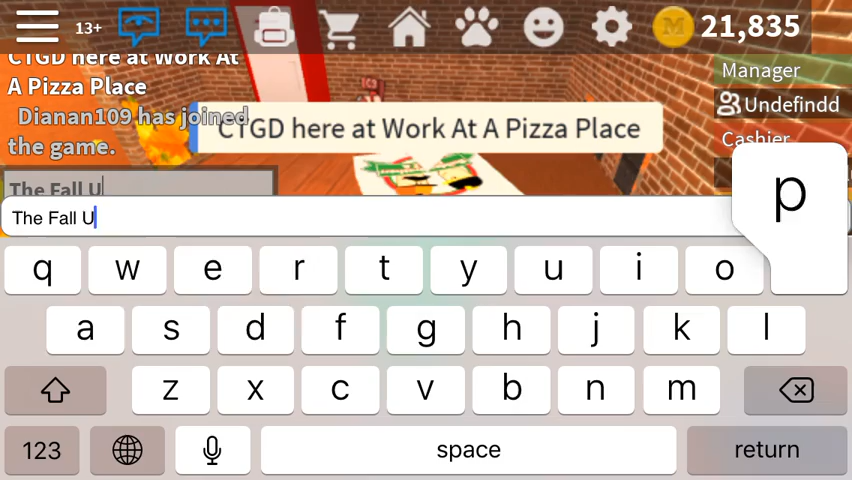 13+
M 21,835
CTGD here at Work At
A Pizza Place
Dianan109 has joined
the game.
Manager
Undefindd
Cashier
CTGD here at Work At A Pizza Place
The Fall U
The Fall U
p
q w e r t y u i o
a s d f g h j k l
z x c v b n m
123 space return